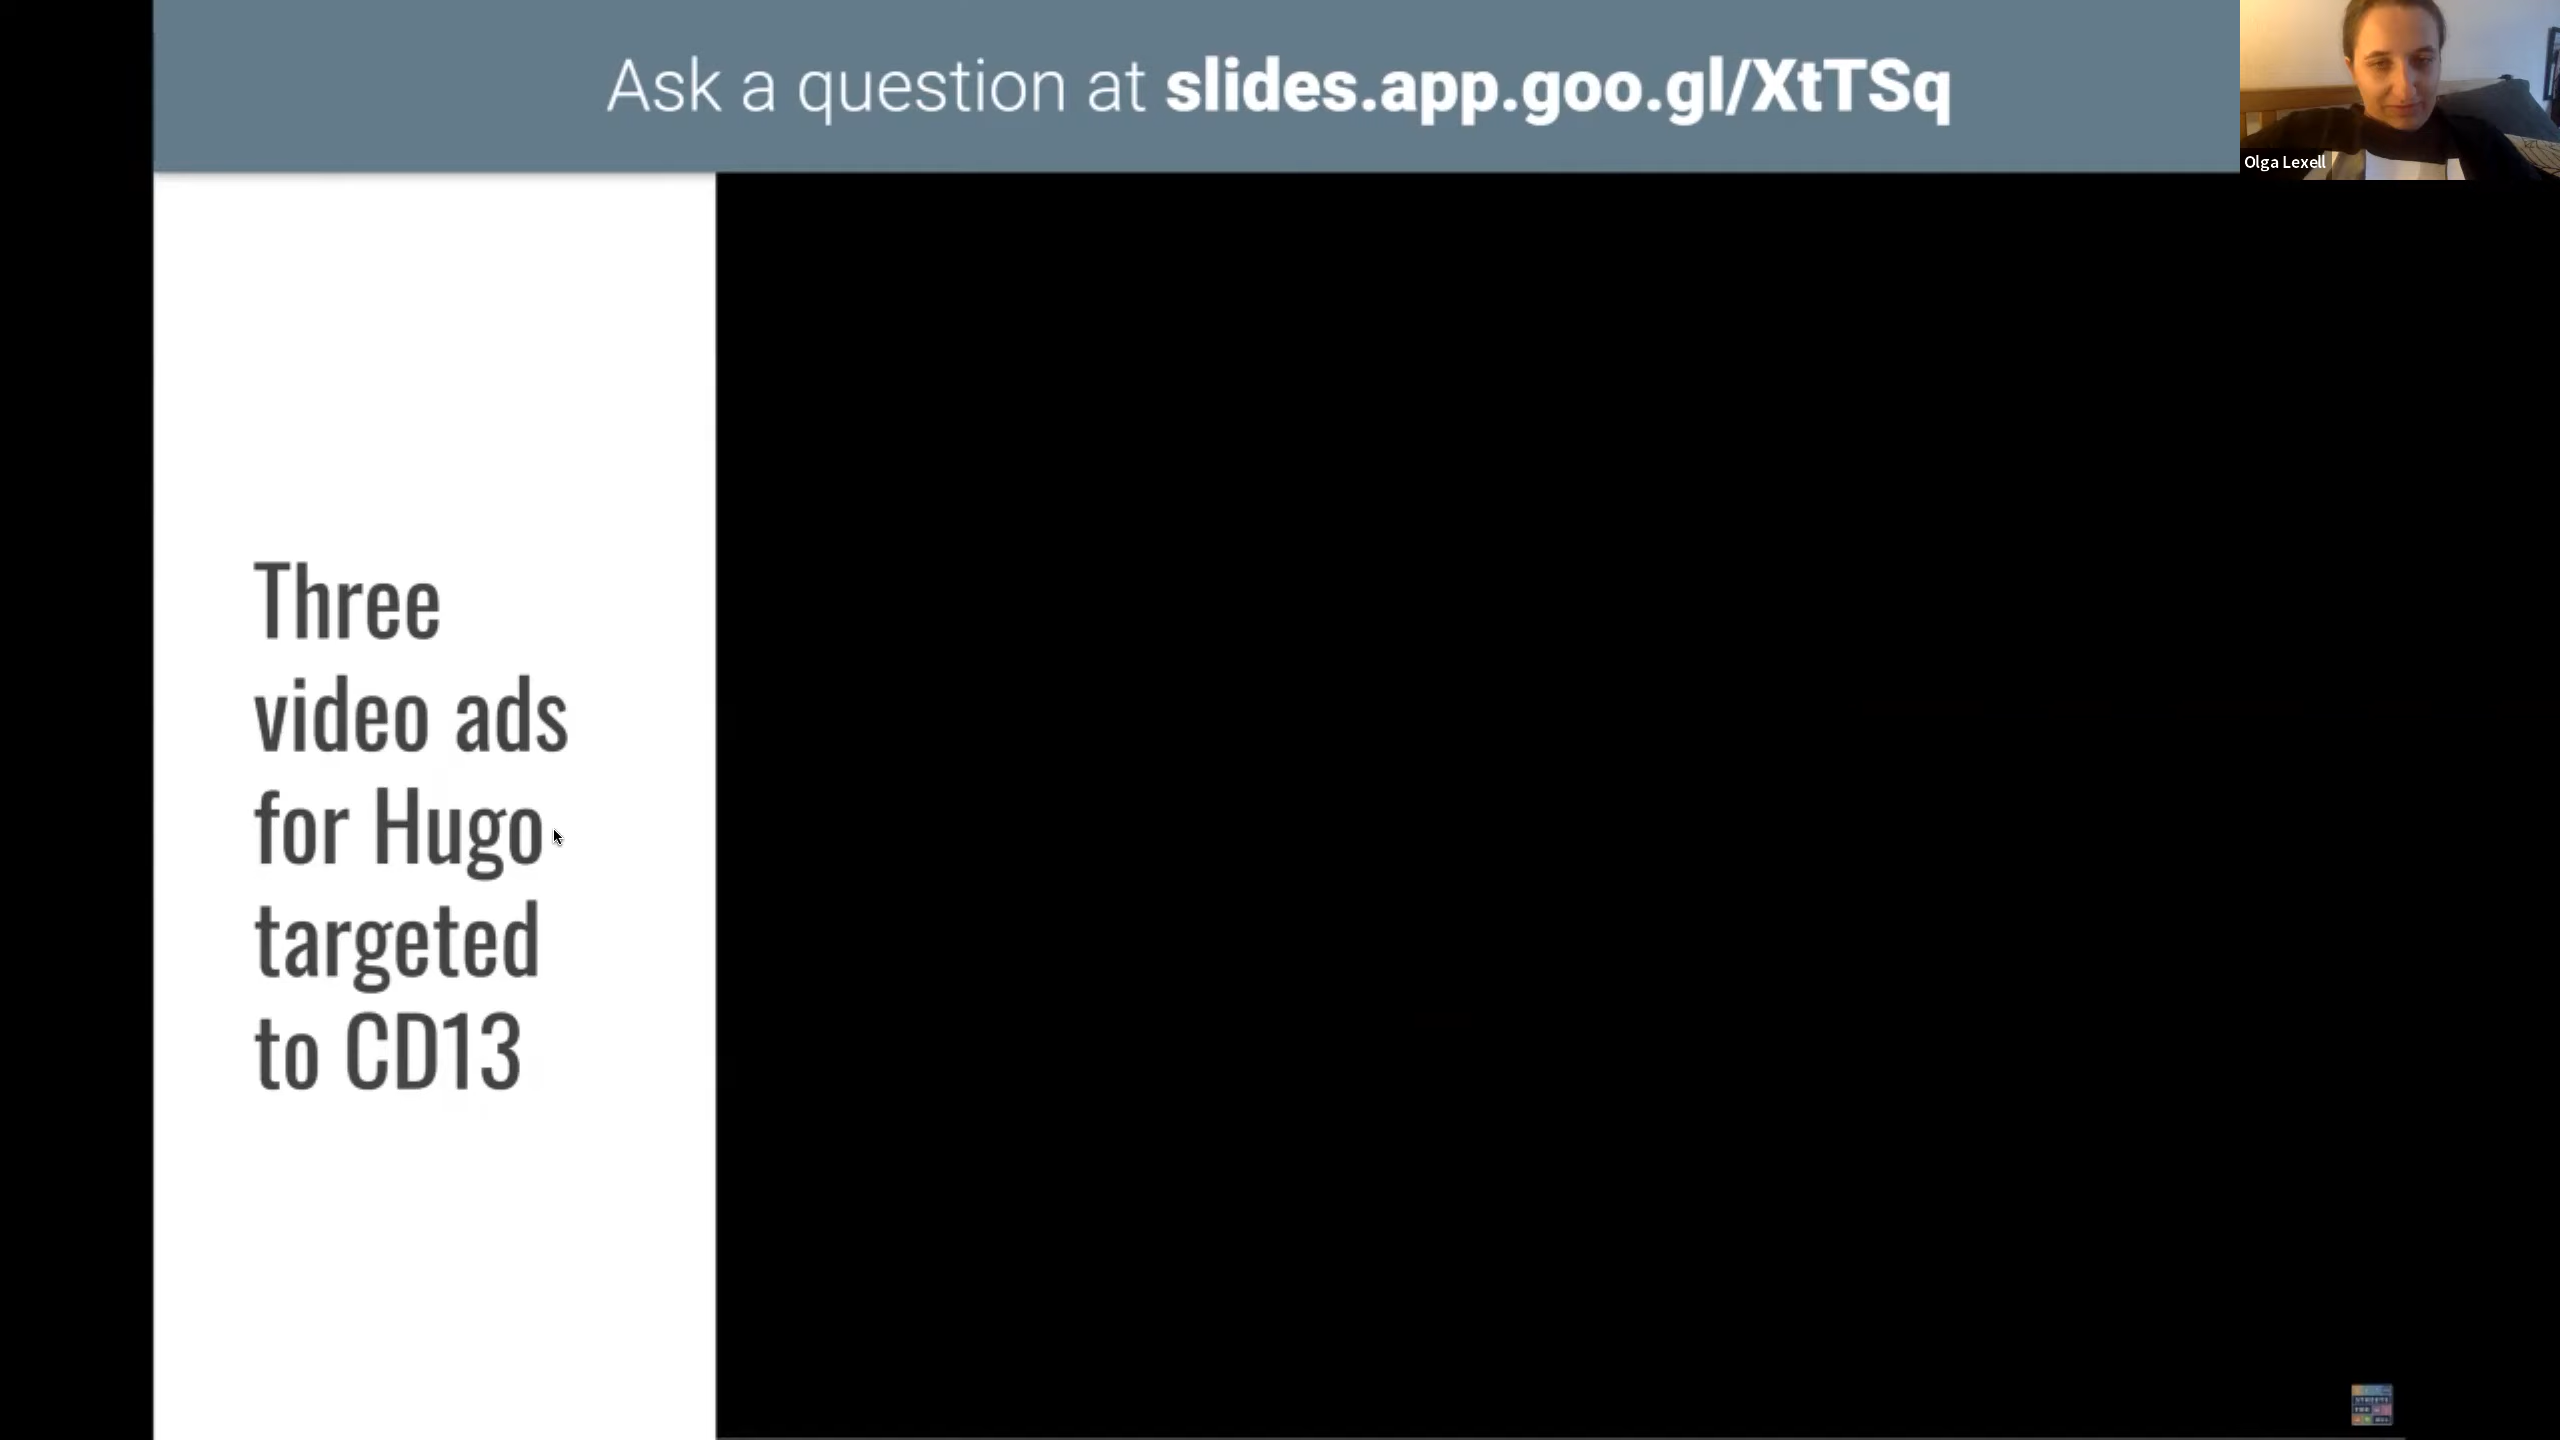 Ask a question at slides.app.goo.gl/XtTSq
Olga Lexell
Three
video ads
for Hugo
targeted
to CD13